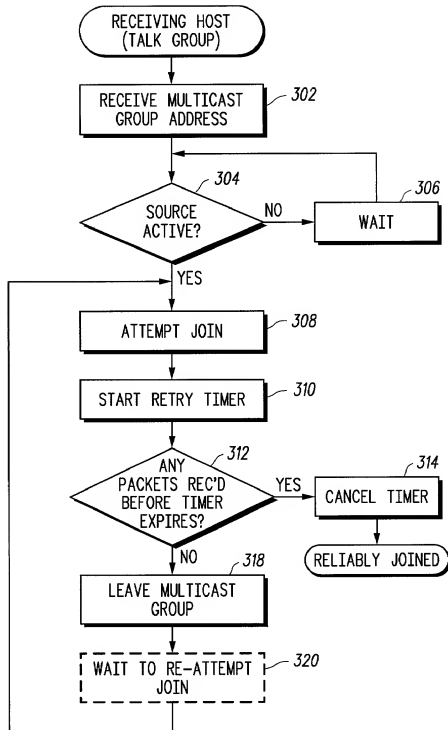 RECEIVING HOST
(TALK GROUP)
RECEIVE MULTICAST
GROUP ADDRESS
302
304
SOURCE
ACTIVE?
NO
306
WAIT
YES
ATTEMPT JOIN
308
START RETRY TIMER
310
312
ANY
PACKETS REC'D
BEFORE TIMER
EXPIRES?
YES
314
CANCEL TIMER
RELIABLY JOINED
NO
318
LEAVE MULTICAST
GROUP
WAIT TO RE-ATTEMPT
JOIN
320